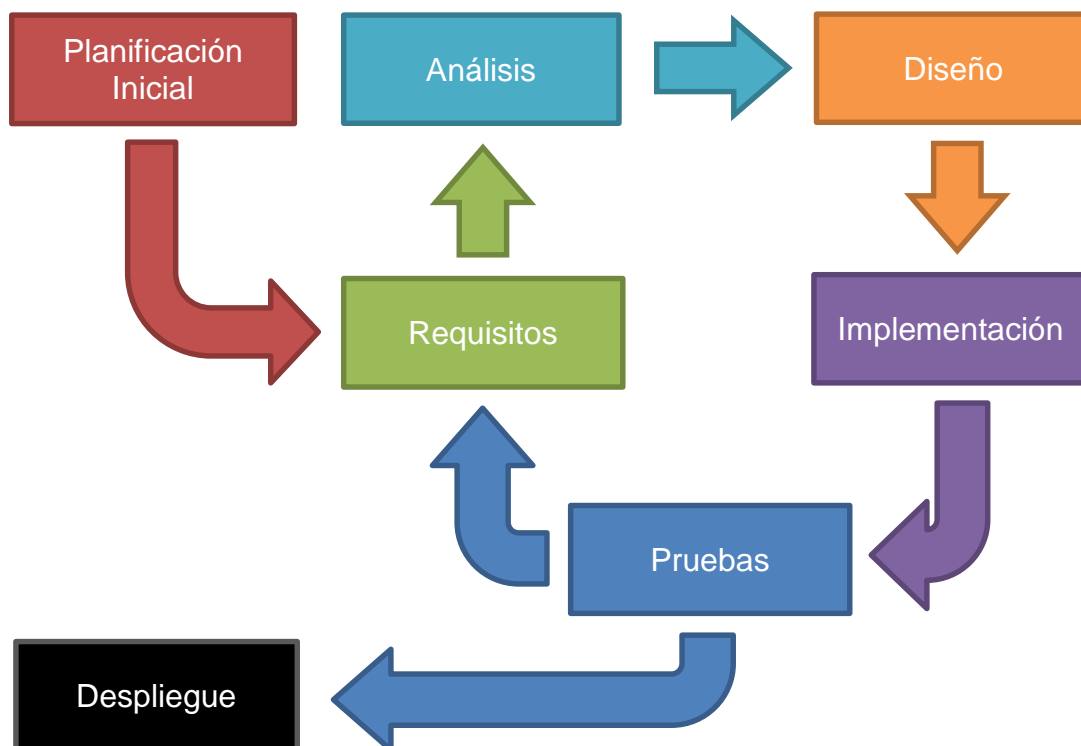 Planificación
Inicial
Análisis
Diseño
Requisitos
Implementación
Pruebas
Despliegue